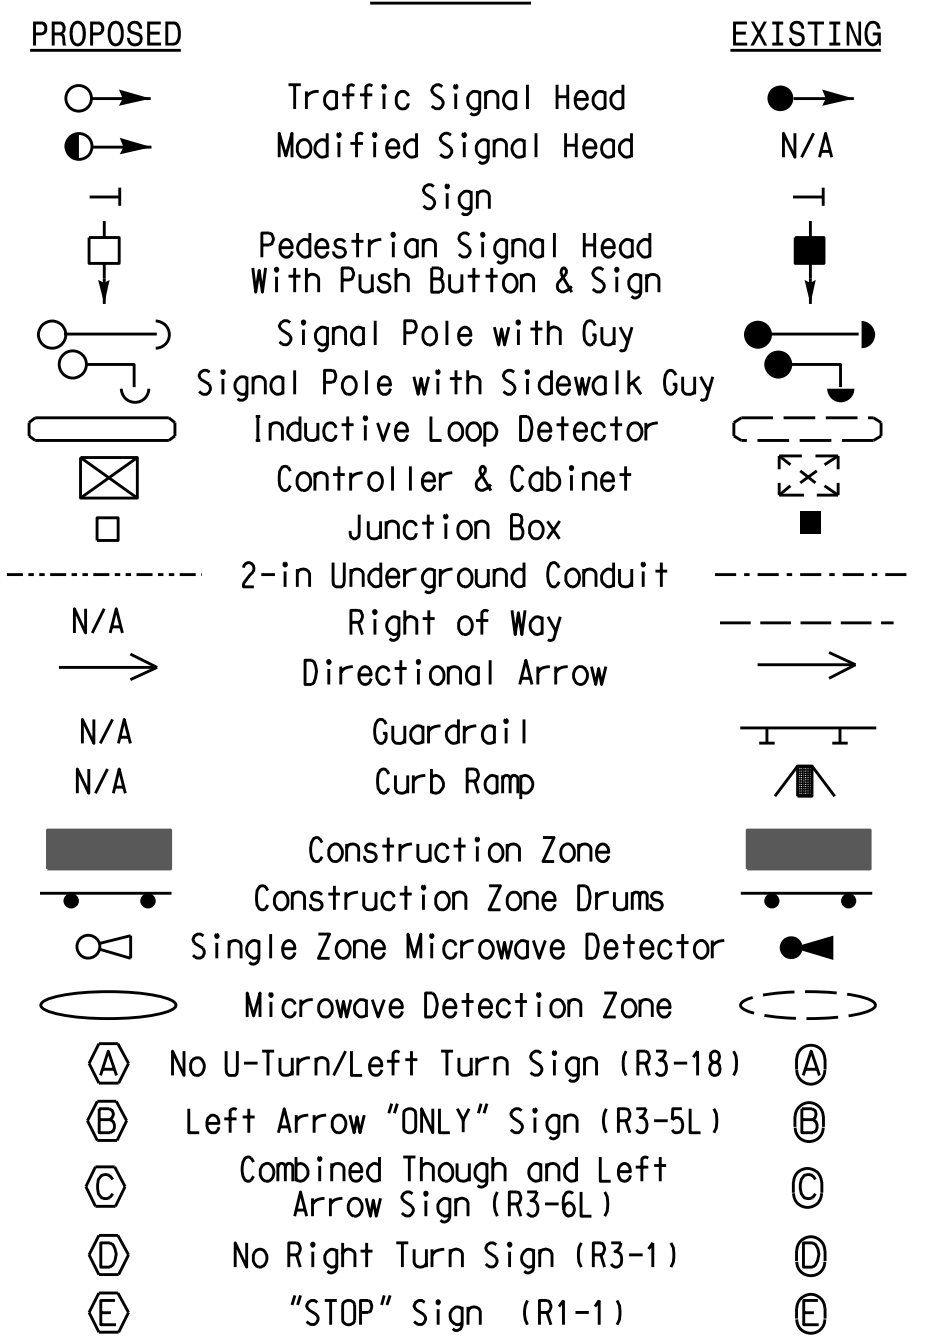 PROPOSED EXISTING
Traffic Signal Head
Modified Signal Head N/A
Sign
Pedestrian Signal Head
With Push Button & Sign
Signal Pole with Guy
Signal Pole with Sidewalk Guy
Inductive Loop Detector
Controller & Cabinet
Junction Box
2-in Underground Conduit
N/A Right of Way
Directional Arrow
N/A Guardrail
N/A Curb Ramp
Construction Zone
Construction Zone Drums
Single Zone Microwave Detector
Microwave Detection Zone
A No U-Turn/Left Turn Sign (R3-18) A
B Left Arrow "ONLY" Sign (R3-5L) B
Combined Though and Left
C Arrow Sign (R3-6L) C
D No Right Turn Sign (R3-1) D
E "STOP" Sign (R1-1) E